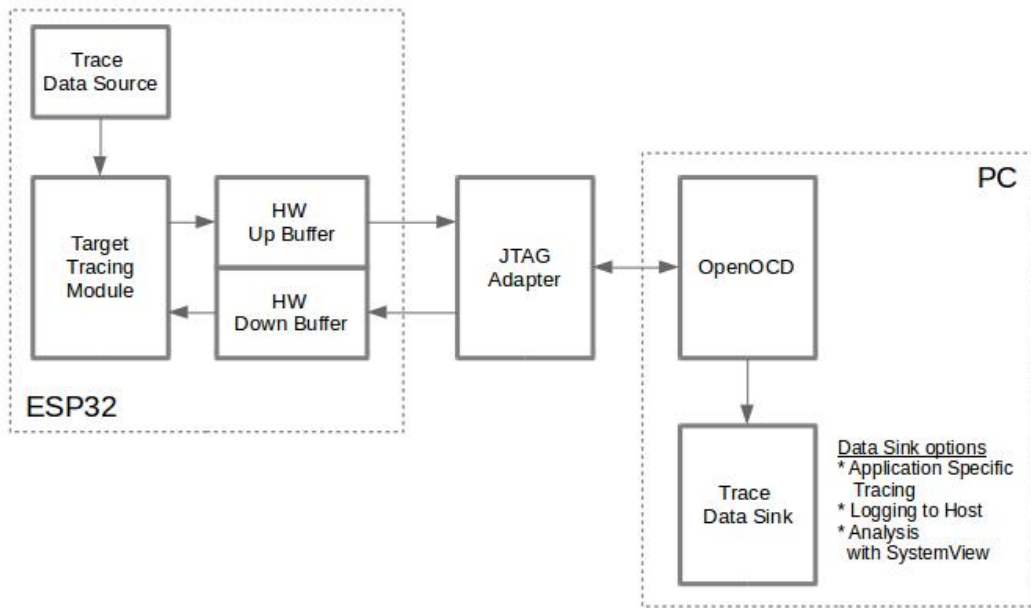 Trace
Data Source
Target
Tracing
Module
HW
Up Buffer
HW
Down Buffer
ESP32
JTAG
Adapter
PC
OpenOCD
Trace
Data Sink
Data Sink options
* Application Specific
Tracing
* Logging to Host
* Analysis
with SystemView